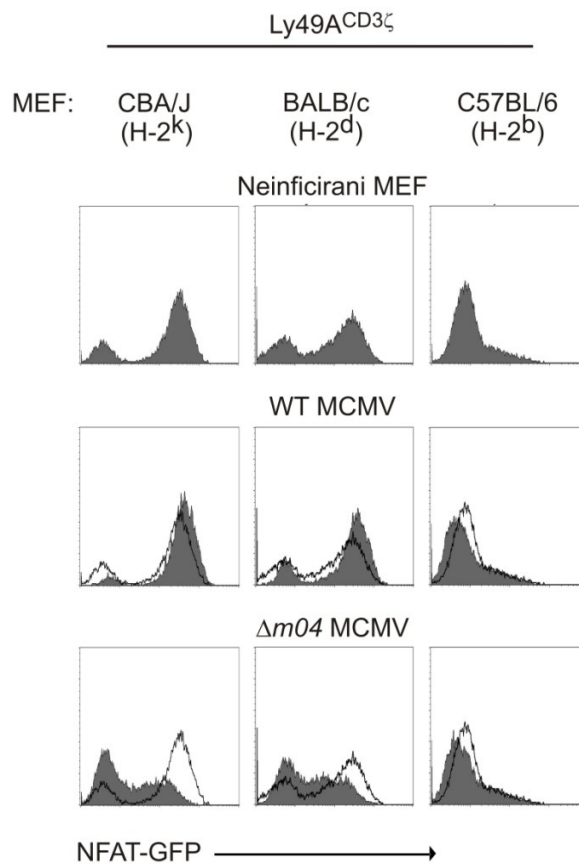 Ly49A^CD3ζ
MEF: CBA/J BALB/c C57BL/6
(H-2^k) (H-2^d) (H-2^b)
Neinficirani MEF
WT MCMV
Δm04 MCMV
NFAT-GFP